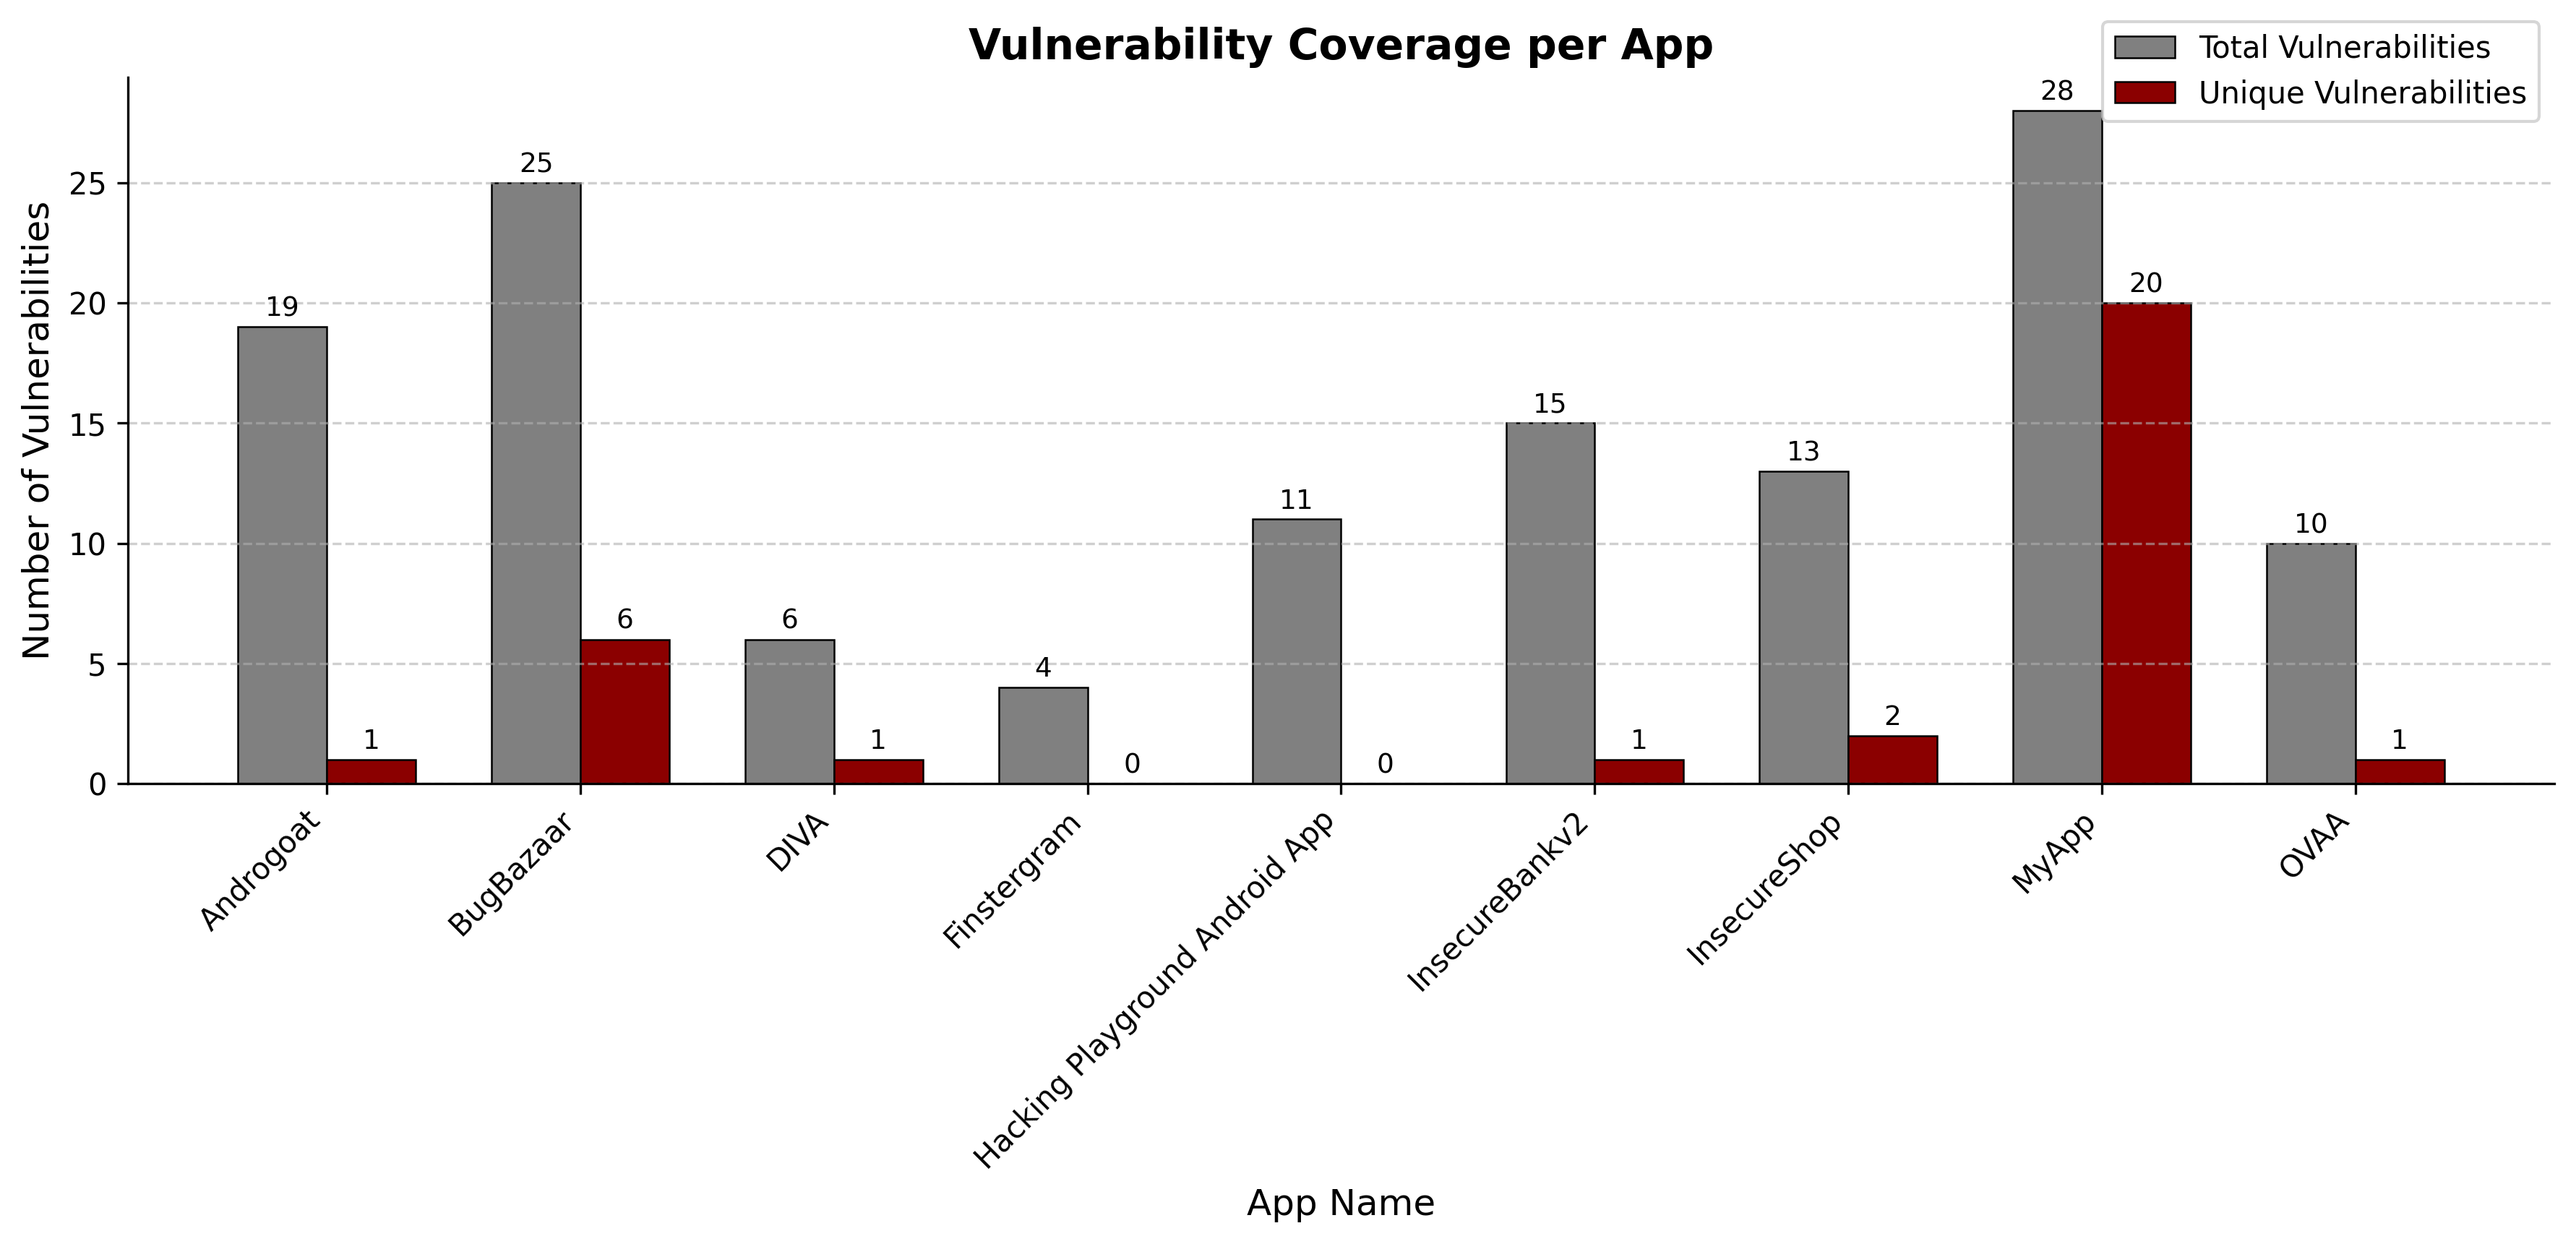 Vulnerability Coverage per App
Total Vulnerabilities
Unique Vulnerabilities
Number of Vulnerabilities
25
20
15
10
5
0
19
1
25
6
6
1
4
0
11
0
15
1
13
2
28
20
10
1
Androgoat
BugBazaar
DIVA
Finstergram
Hacking Playground Android App
InsecureBankv2
InsecureShop
MyApp
OVAA
App Name